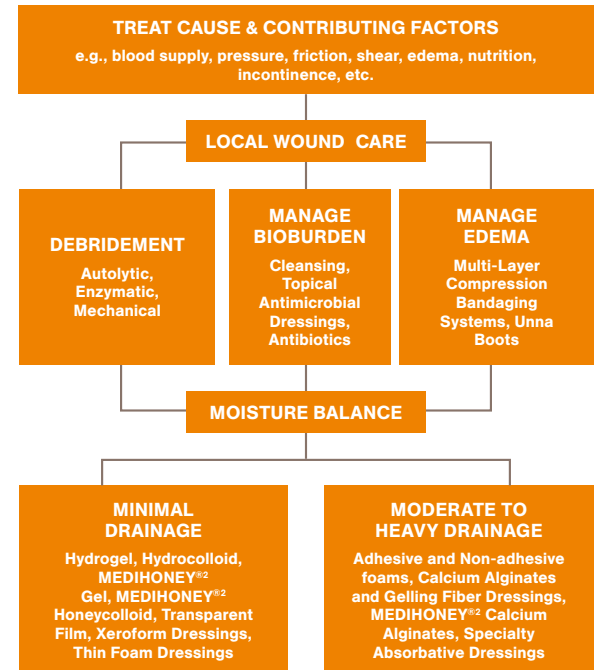 TREAT CAUSE & CONTRIBUTING FACTORS
e.g., blood supply, pressure, friction, shear, edema, nutrition,
incontinence, etc.
LOCAL WOUND CARE
DEBRIDEMENT
Autolytic,
Enzymatic,
Mechanical
MANAGE
BIOBURDEN
Cleansing,
Topical
Antimicrobial
Dressings,
Antibiotics
MANAGE
EDEMA
Multi-Layer
Compression
Bandaging
Systems, Unna
Boots
MOISTURE BALANCE
MINIMAL
DRAINAGE
Hydrogel, Hydrocolloid,
MEDIHONEY®²
Gel, MEDIHONEY®²
Honeycolloid, Transparent
Film, Xeroform Dressings,
Thin Foam Dressings
MODERATE TO
HEAVY DRAINAGE
Adhesive and Non-adhesive
foams, Calcium Alginates
and Gelling Fiber Dressings,
MEDIHONEY®² Calcium
Alginates, Specialty
Absorbative Dressings